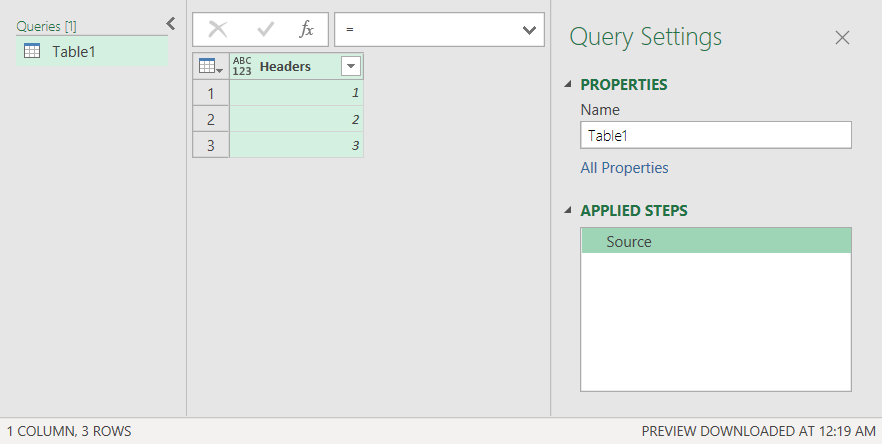 Queries [1]
Table1
fx
=
ABC
123
Headers
1 1
2 2
3 3
Query Settings
PROPERTIES
Name
Table1
All Properties
APPLIED STEPS
Source
1 COLUMN, 3 ROWS
PREVIEW DOWNLOADED AT 12:19 AM